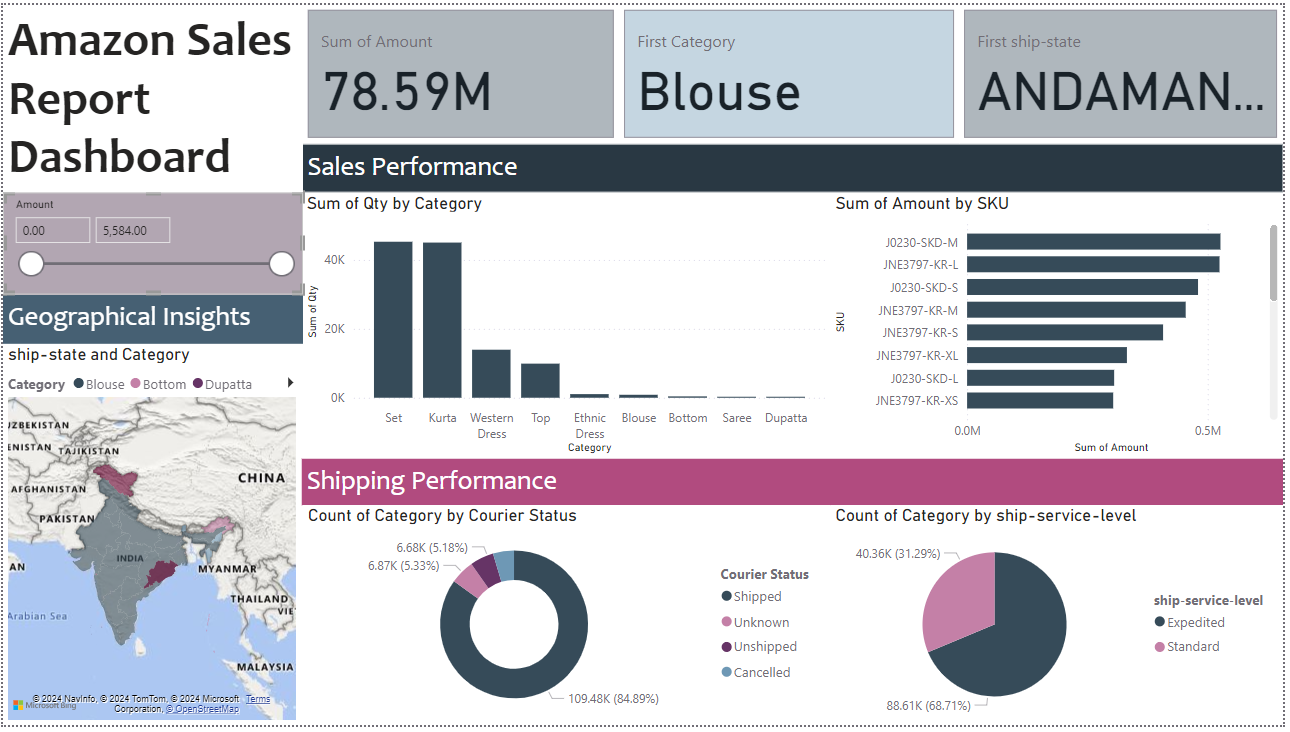 Amazon Sales
Report
Dashboard
Sum of Amount
78.59M
First Category
Blouse
First ship-state
ANDAMAN...
Amount
0.00
5,584.00
Geographical Insights
ship-state and Category
Category Blouse Bottom Dupatta
UZBEKISTAN
ENISTAN
TAJIKISTAN
CHINA
AFGHANISTAN
PAKISTAN
AN
INDIA
MYANMAR
THAILAND
VIE
Arabian Sea
MALAYSIA
© 2024 NavInfo, © 2024 TomTom, © 2024 Microsoft Terms
Corporation, © OpenStreetMap
Microsoft Bing
Sales Performance
Sum of Qty by Category
Sum of Qty
40K
20K
0K
Set
Kurta
Western
Dress
Top
Ethnic
Dress
Blouse
Bottom
Saree
Dupatta
Category
Sum of Amount by SKU
SKU
J0230-SKD-M
JNE3797-KR-L
J0230-SKD-S
JNE3797-KR-M
JNE3797-KR-S
JNE3797-KR-XL
J0230-SKD-L
JNE3797-KR-XS
0.0M
0.5M
Sum of Amount
Shipping Performance
Count of Category by Courier Status
6.68K (5.18%)
6.87K (5.33%)
109.48K (84.89%)
Courier Status
Shipped
Unknown
Unshipped
Cancelled
Count of Category by ship-service-level
40.36K (31.29%)
88.61K (68.71%)
ship-service-level
Expedited
Standard